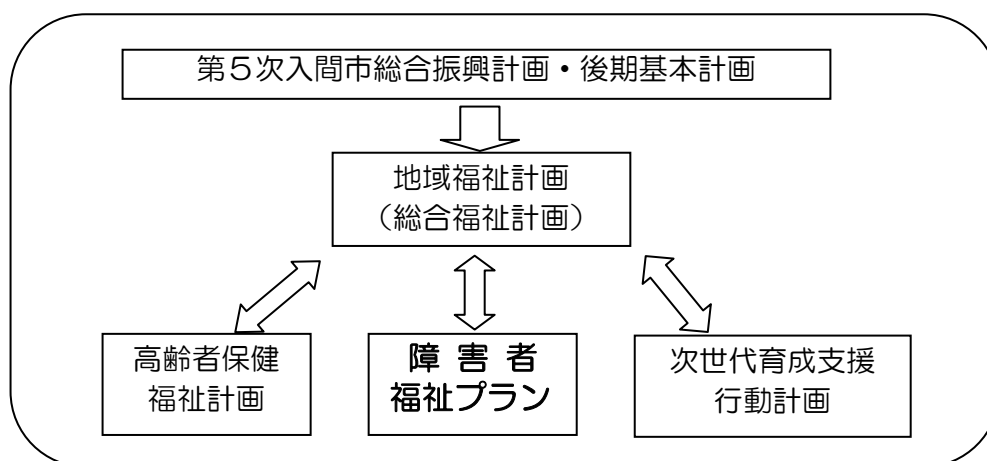 第５次入間市総合振興計画・後期基本計画
地域福祉計画
（総合福祉計画）
高齢者保健
福祉計画
障 害 者
福祉プラン
次世代育成支援
行動計画